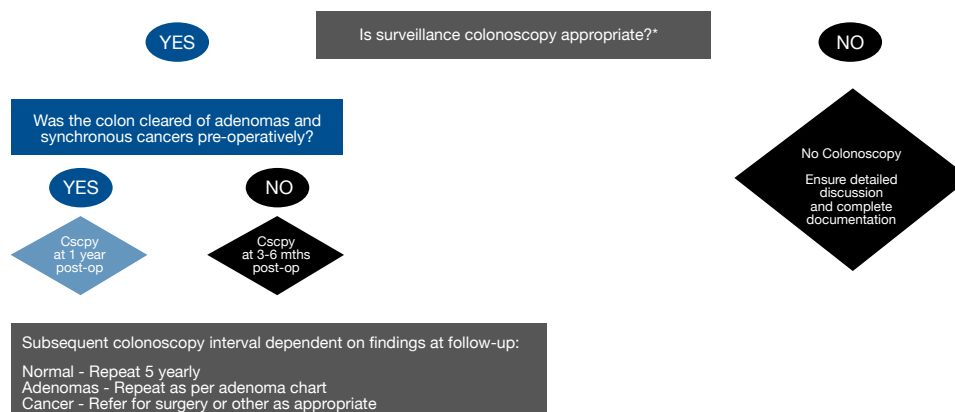 Is surveillance colonoscopy appropriate?*
YES
NO
Was the colon cleared of adenomas and
synchronous cancers pre-operatively?
YES
NO
Cscpy
at 1 year
post-op
Cscpy
at 3-6 mths
post-op
No Colonoscopy
Ensure detailed
discussion
and complete
documentation
Subsequent colonoscopy interval dependent on findings at follow-up:
Normal - Repeat 5 yearly
Adenomas - Repeat as per adenoma chart
Cancer - Refer for surgery or other as appropriate